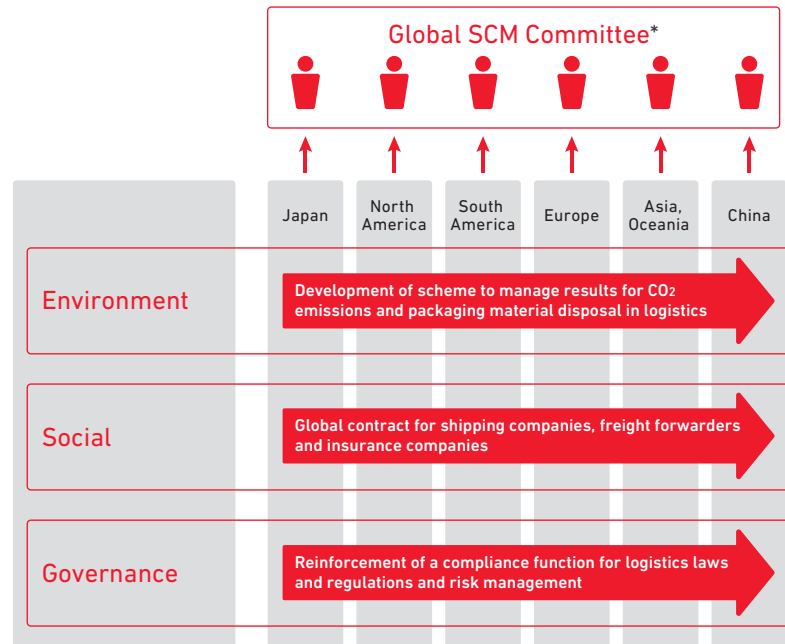 Global SCM Committee*
Japan
North
America
South
America
Europe
Asia,
Oceania
China
Environment
Development of scheme to manage results for CO2
emissions and packaging material disposal in logistics
Social
Global contract for shipping companies, freight forwarders
and insurance companies
Governance
Reinforcement of a compliance function for logistics laws
and regulations and risk management